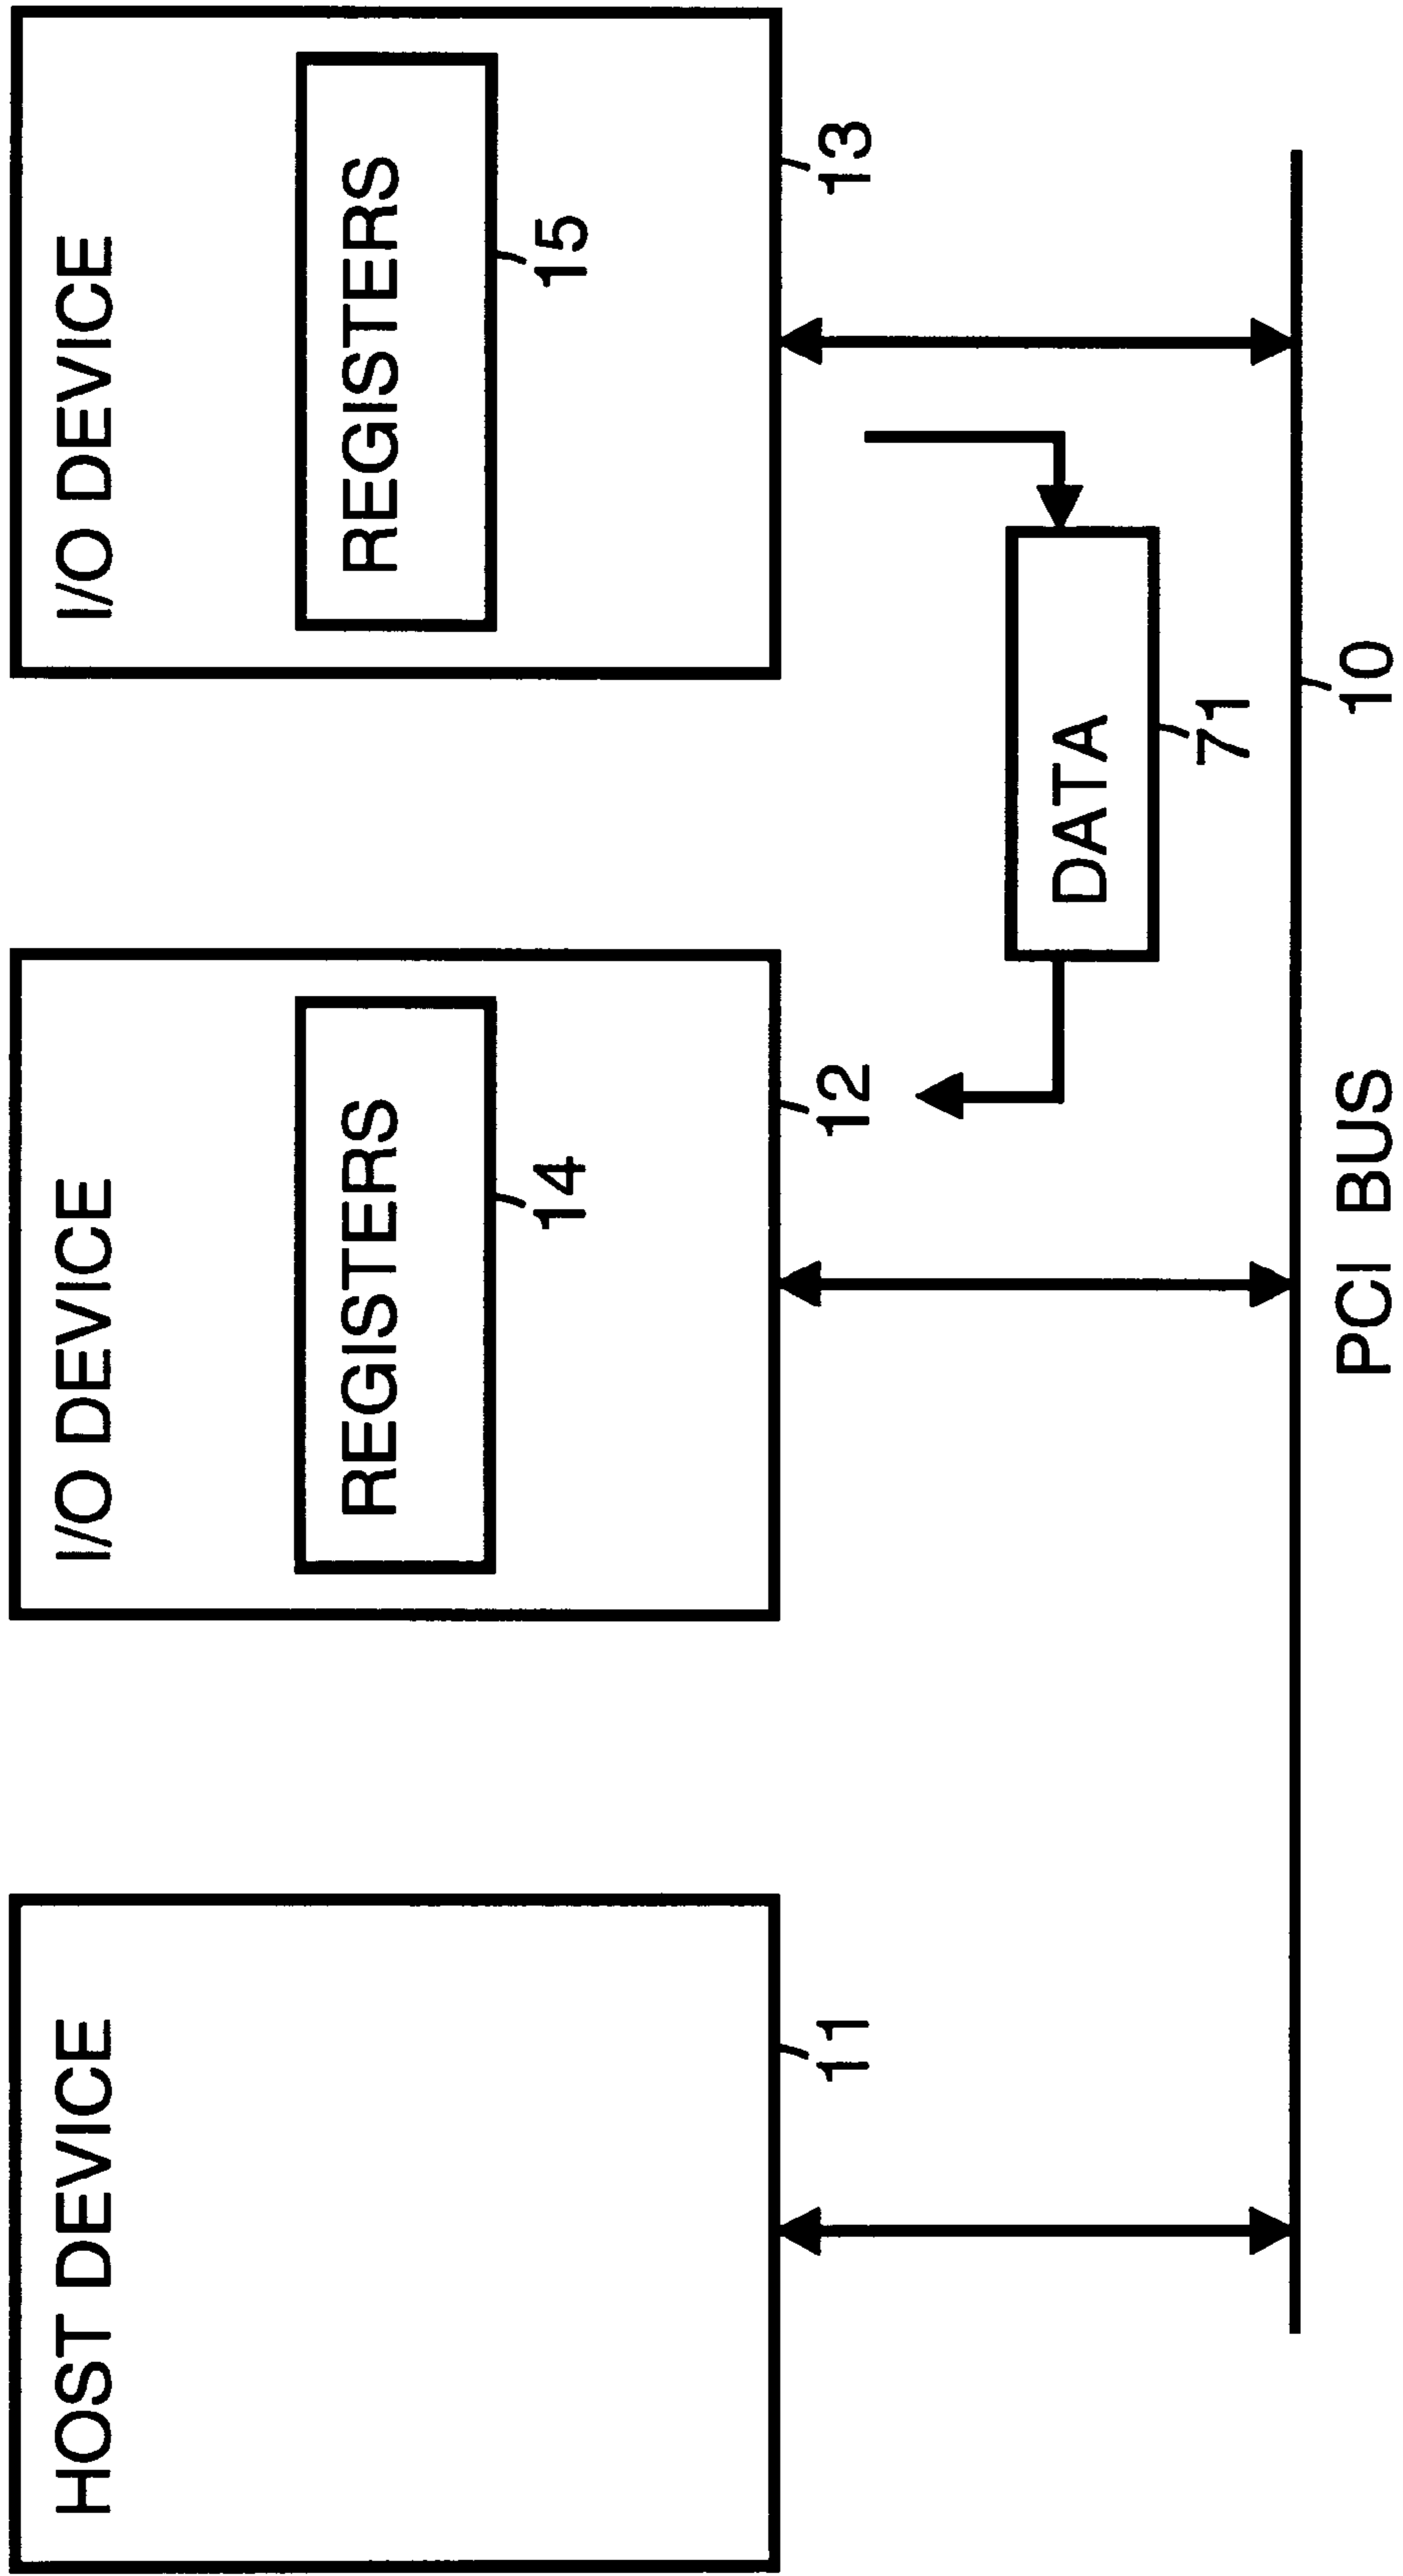 HOST DEVICE
11
I/O DEVICE
REGISTERS
14
12
I/O DEVICE
REGISTERS
15
13
DATA
71
10
PCI BUS